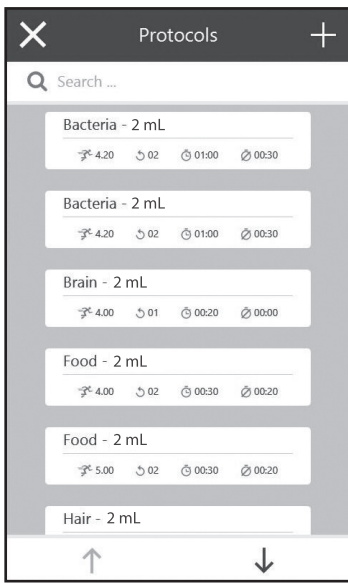 Protocols
Search ...
Bacteria - 2 mL
4.20 02 01:00 00:30
Bacteria - 2 mL
4.20 02 01:00 00:30
Brain - 2 mL
4.00 01 00:20 00:00
Food - 2 mL
4.00 02 00:30 00:20
Food - 2 mL
5.00 02 00:30 00:20
Hair - 2 mL